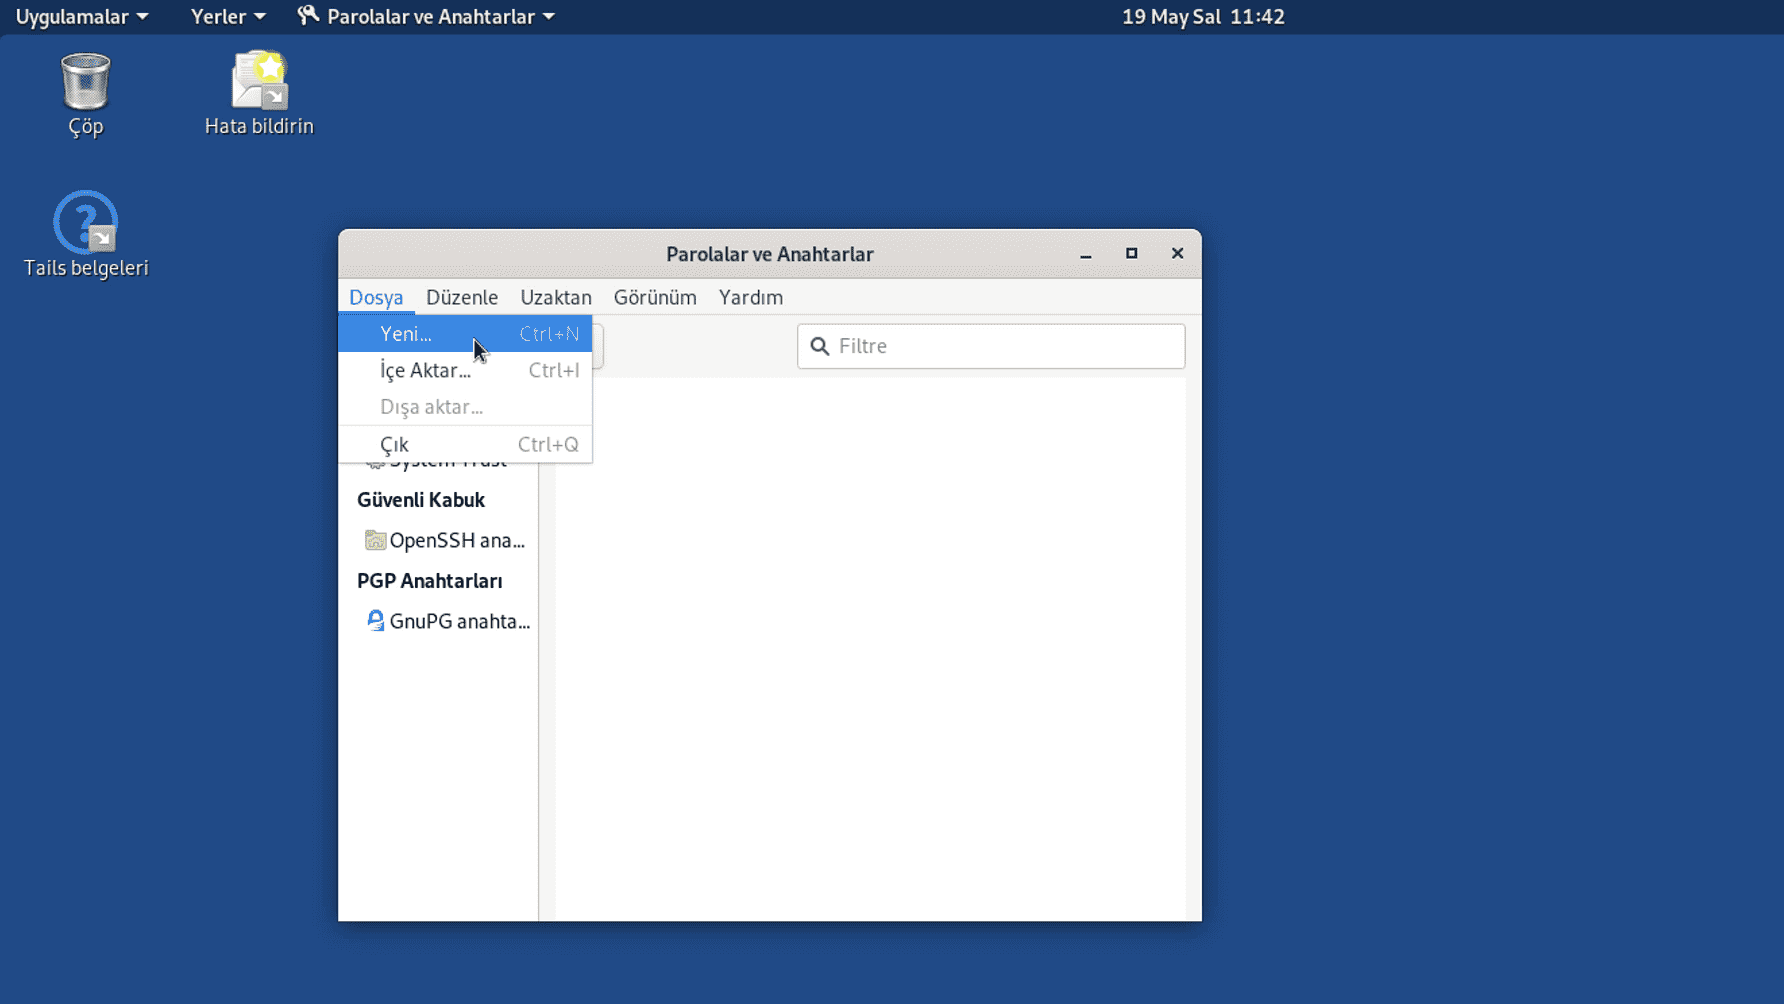 Uygulamalar Yerler Parolalar ve Anahtarlar 19 May Sal 11:42
Çöp
Hata bildirin
Tails belgeleri
Parolalar ve Anahtarlar
Dosya Düzenle Uzaktan Görünüm Yardım
Yeni... Ctrl+N
Filtre
İçe Aktar... Ctrl+I
Dışa aktar...
Çık Ctrl+Q
System Trust
Güvenli Kabuk
OpenSSH ana...
PGP Anahtarları
GnuPG anahta...